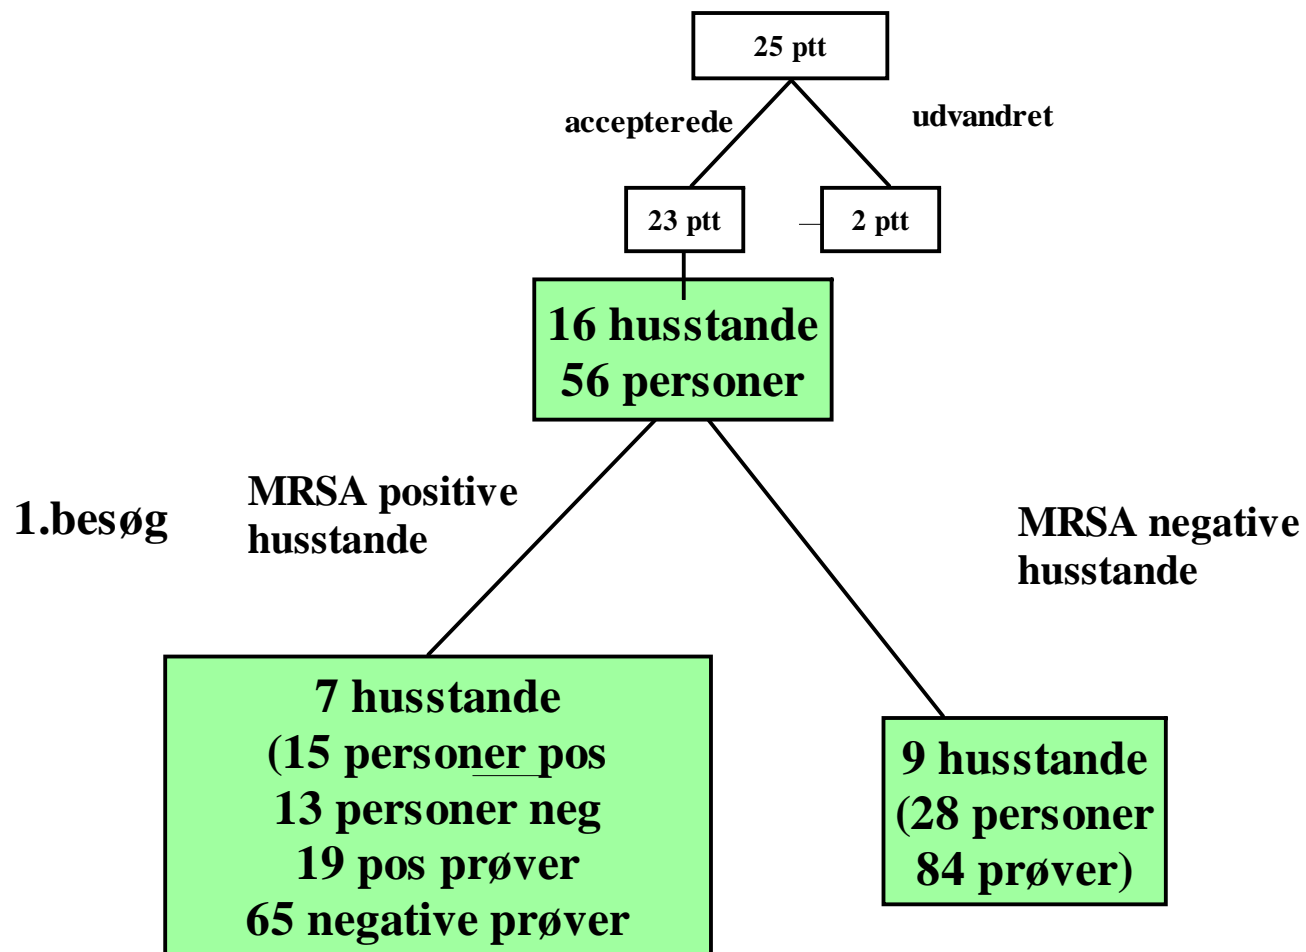 25 ptt
accepterede
udvandret
23 ptt
2 ptt
16 husstande
56 personer
1.besøg
MRSA positive
husstande
MRSA negative
husstande
7 husstande
(15 personer pos
13 personer neg
19 pos prøver
65 negative prøver
9 husstande
(28 personer
84 prøver)